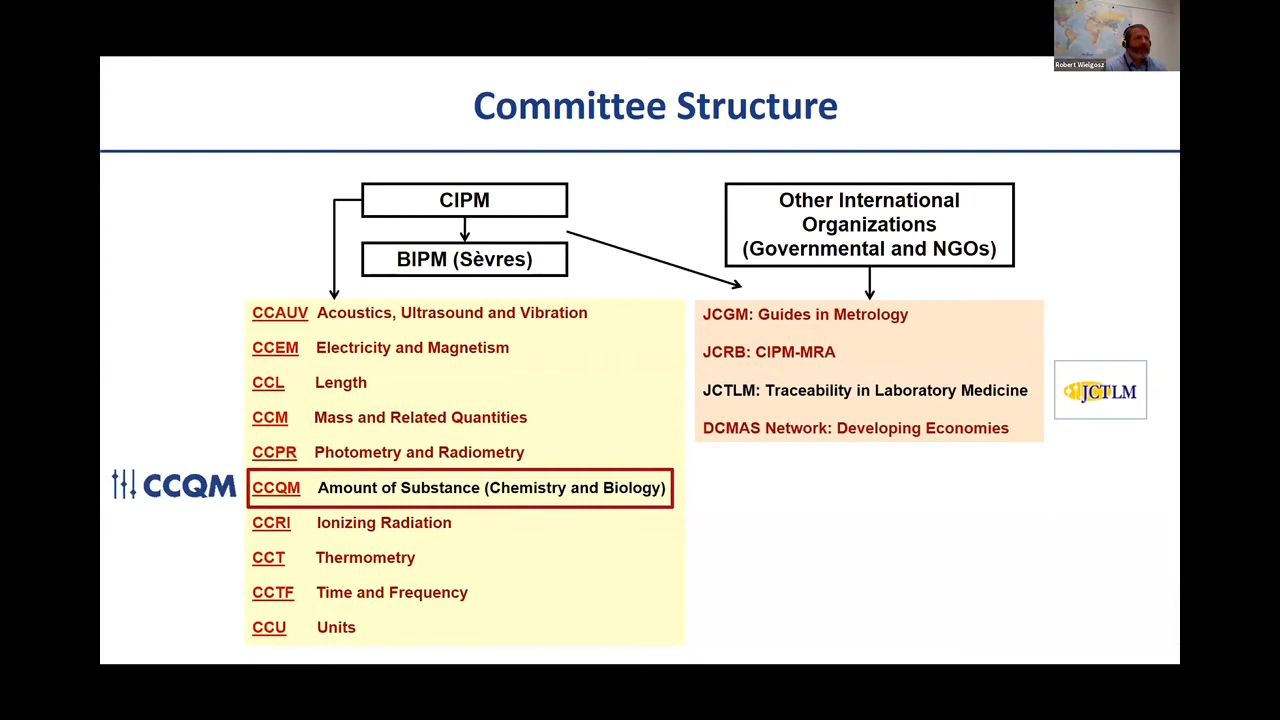 Robert Wielgosz
Committee Structure
CIPM
BIPM (Sèvres)
Other International
Organizations
(Governmental and NGOs)
CCAUV Acoustics, Ultrasound and Vibration
CCEM Electricity and Magnetism
CCL Length
CCM Mass and Related Quantities
CCPR Photometry and Radiometry
CCQM
CCQM Amount of Substance (Chemistry and Biology)
CCRI Ionizing Radiation
CCT Thermometry
CCTF Time and Frequency
CCU Units
JCGM: Guides in Metrology
JCRB: CIPM-MRA
JCTLM: Traceability in Laboratory Medicine
DCMAS Network: Developing Economies
JCTLM